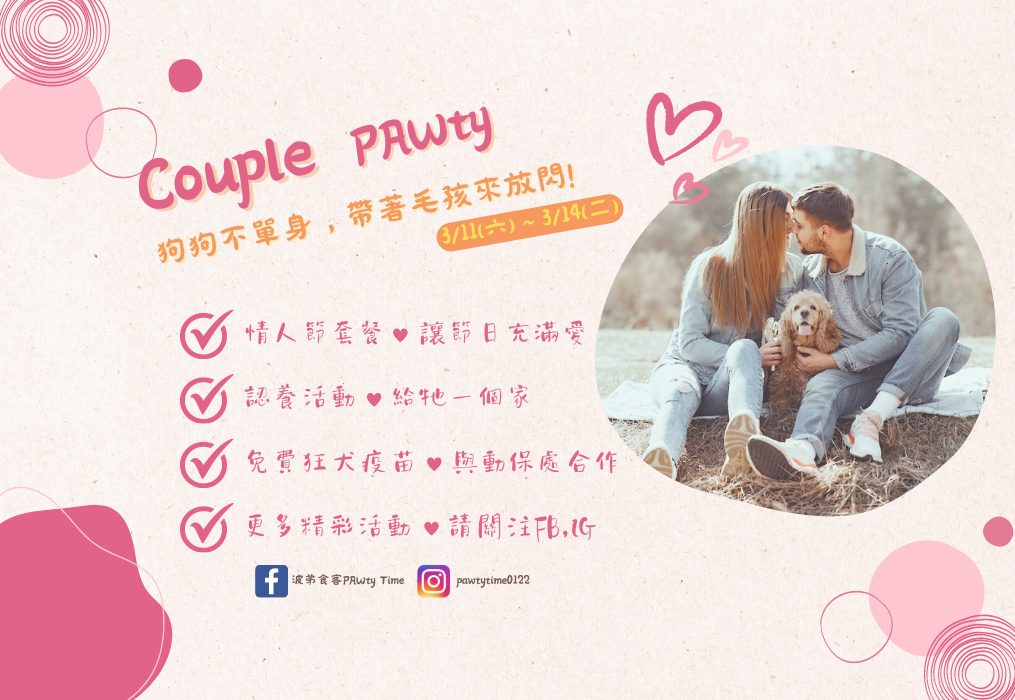 Couple PAWty
狗狗不單身，帶著毛孩來放閃!
3/11(六) ~ 3/14(二)
情人節套餐 ♥ 讓節日充滿愛
認養活動 ♥ 給牠一個家
免費狂犬疫苗 ♥ 與動保處合作
更多精彩活動 ♥ 請關注FB,IG
波弟食客PAWty Time
pawtytime0122